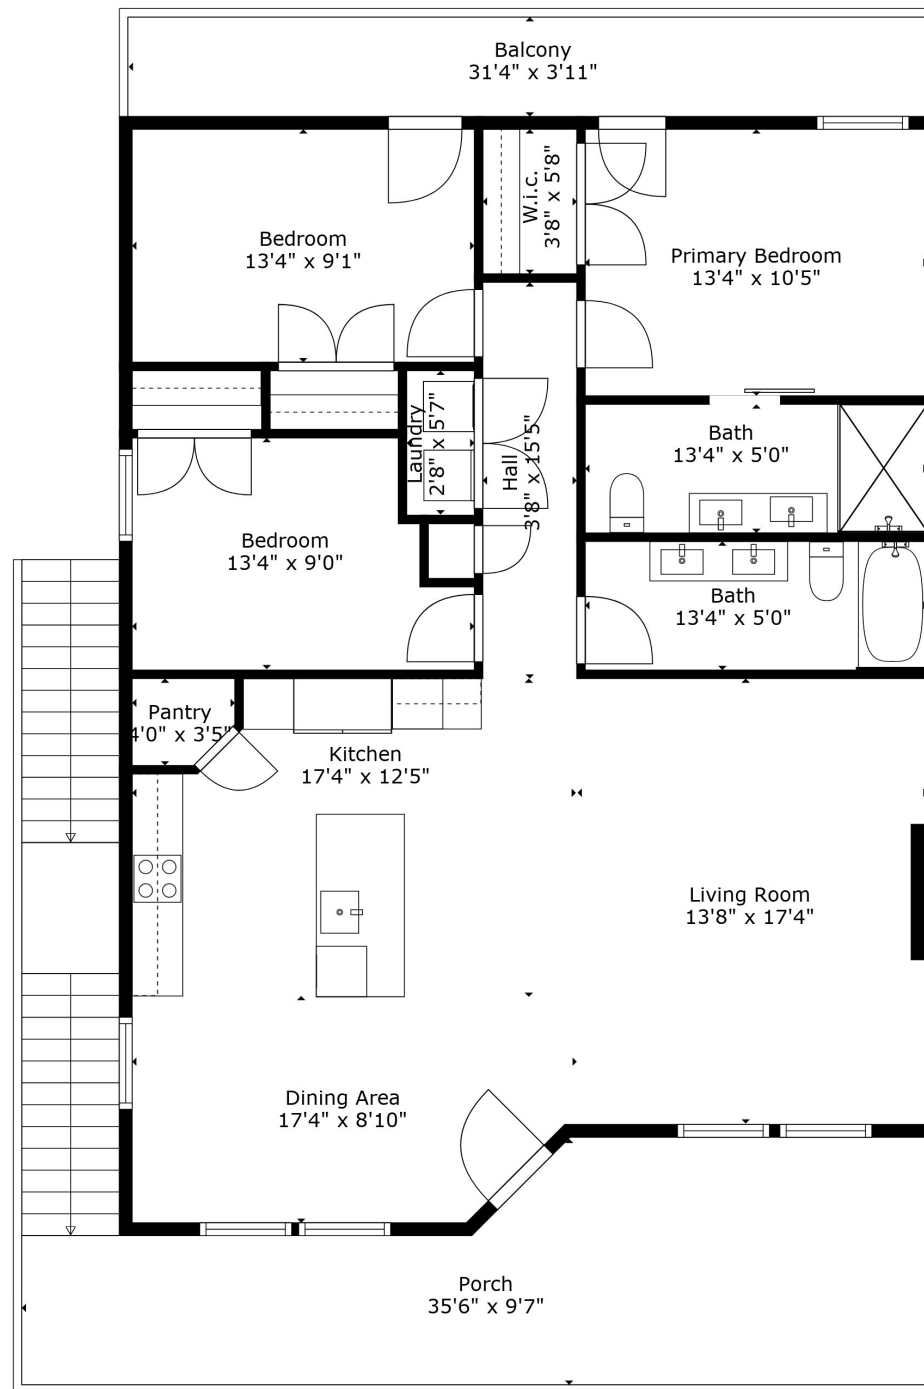 Balcony
31'4" x 3'11"
W.i.c.
3'8" x 5'8"
Bedroom
13'4" x 9'1"
Primary Bedroom
13'4" x 10'5"
Laundry
2'8" x 5'7"
Hall
3'8" x 15'5"
Bath
13'4" x 5'0"
Bedroom
13'4" x 9'0"
Bath
13'4" x 5'0"
Pantry
4'0" x 3'5"
Kitchen
17'4" x 12'5"
Living Room
13'8" x 17'4"
Dining Area
17'4" x 8'10"
Porch
35'6" x 9'7"